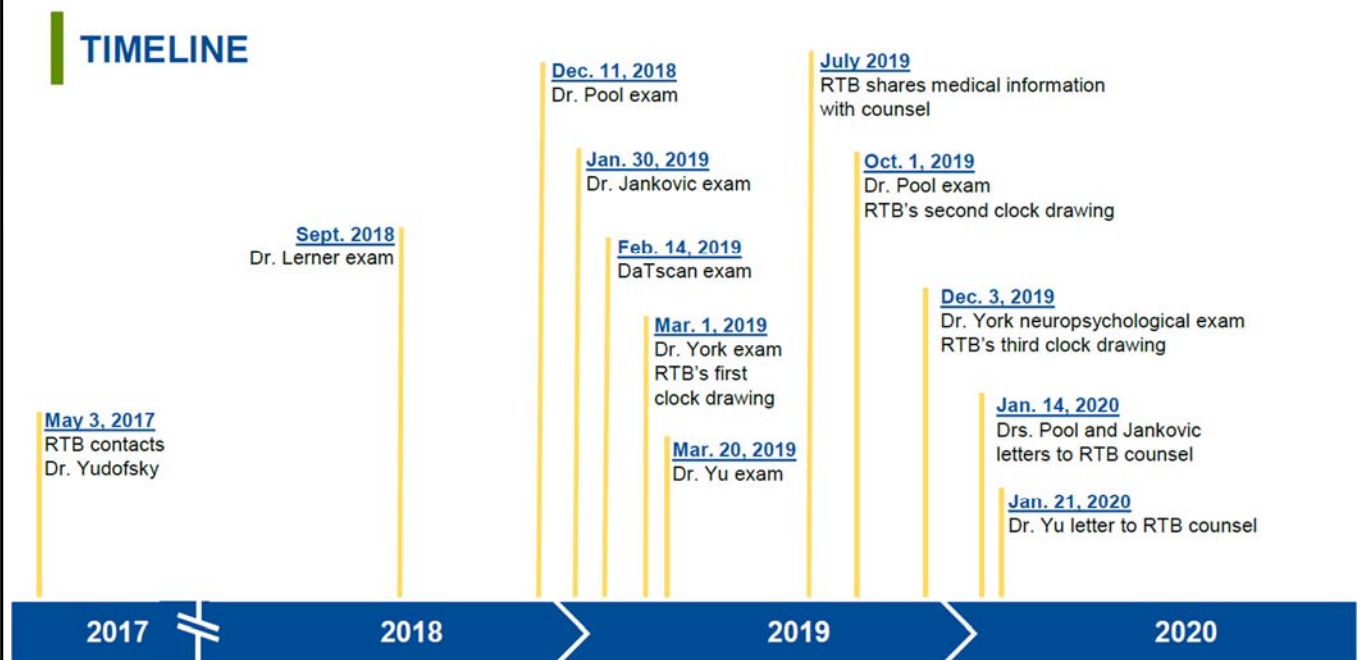 TIMELINE
May 3, 2017
RTB contacts
Dr. Yudofsky
Sept. 2018
Dr. Lerner exam
Dec. 11, 2018
Dr. Pool exam
Jan. 30, 2019
Dr. Jankovic exam
Feb. 14, 2019
DaTscan exam
Mar. 1, 2019
Dr. York exam
RTB's first
clock drawing
Mar. 20, 2019
Dr. Yu exam
July 2019
RTB shares medical information
with counsel
Oct. 1, 2019
Dr. Pool exam
RTB's second clock drawing
Dec. 3, 2019
Dr. York neuropsychological exam
RTB's third clock drawing
Jan. 14, 2020
Drs. Pool and Jankovic
letters to RTB counsel
Jan. 21, 2020
Dr. Yu letter to RTB counsel
2017
2018
2019
2020